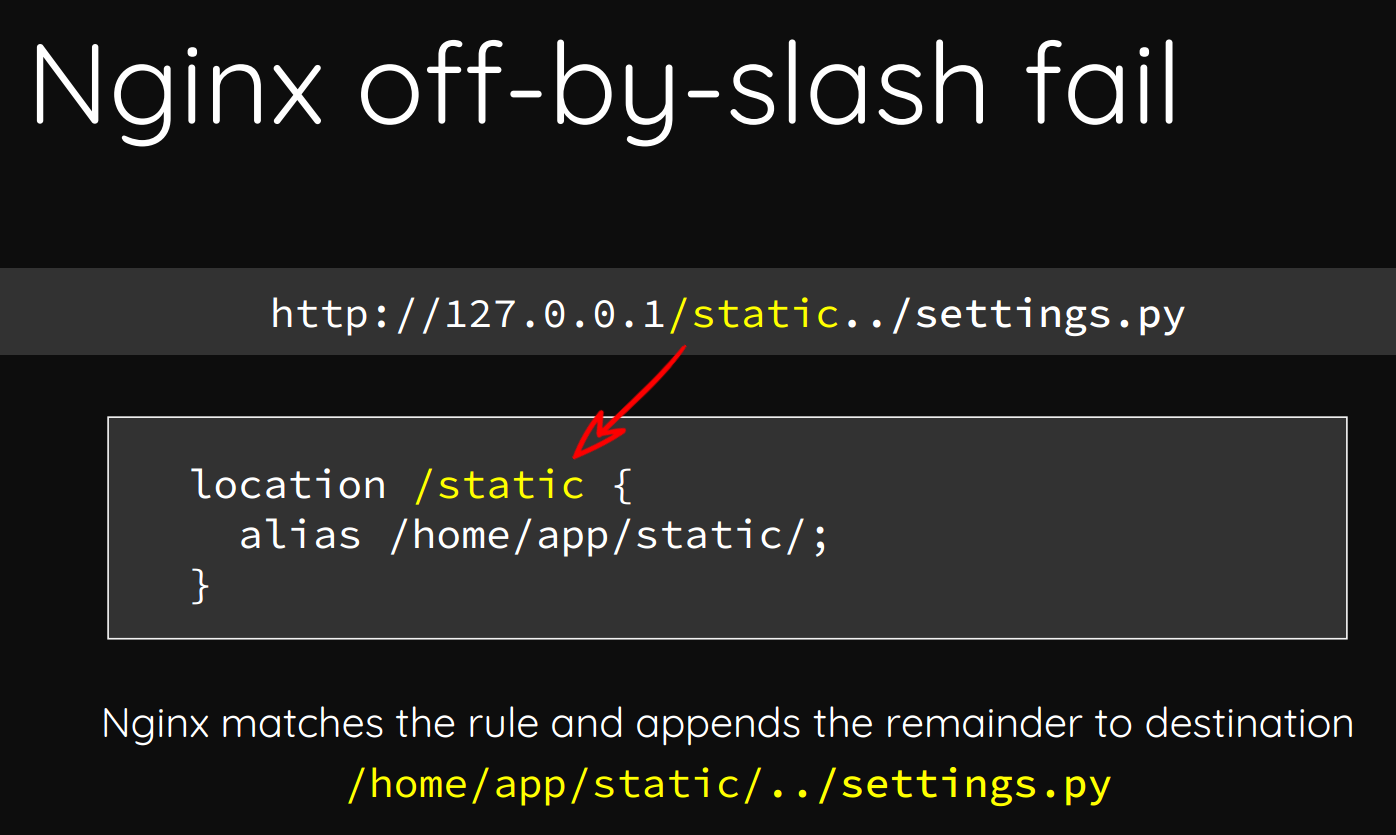 Nginx off-by-slash fail
http://127.0.0.1/static../settings.py
location /static {
alias /home/app/static/;
}
Nginx matches the rule and appends the remainder to destination
/home/app/static/../settings.py